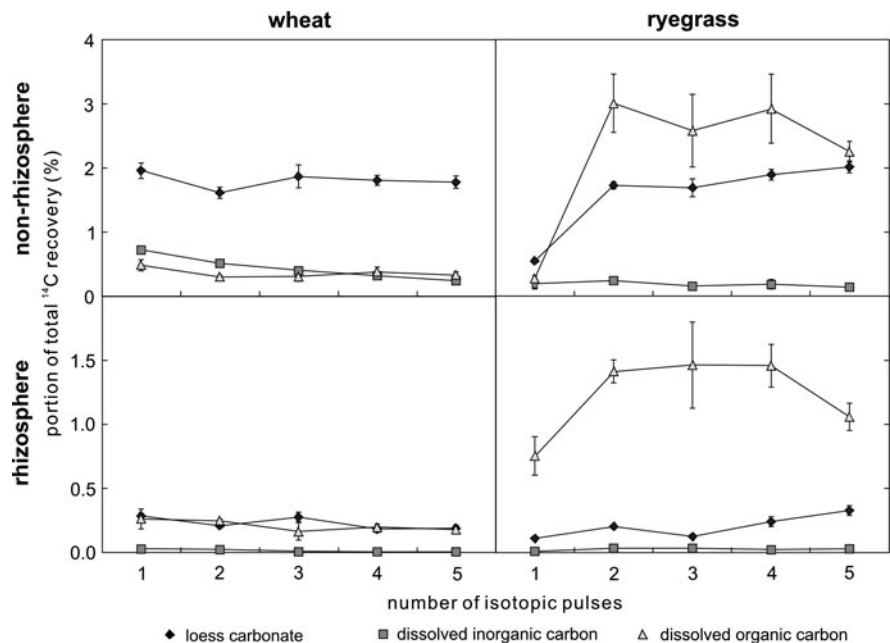 wheat ryegrass
non-rhizosphere
rhizosphere
portion of total ¹⁴C recovery (%)
4
3
2
1
0
1.5
1.0
0.5
0.0
1 2 3 4 5 1 2 3 4 5
number of isotopic pulses
loess carbonate dissolved inorganic carbon dissolved organic carbon